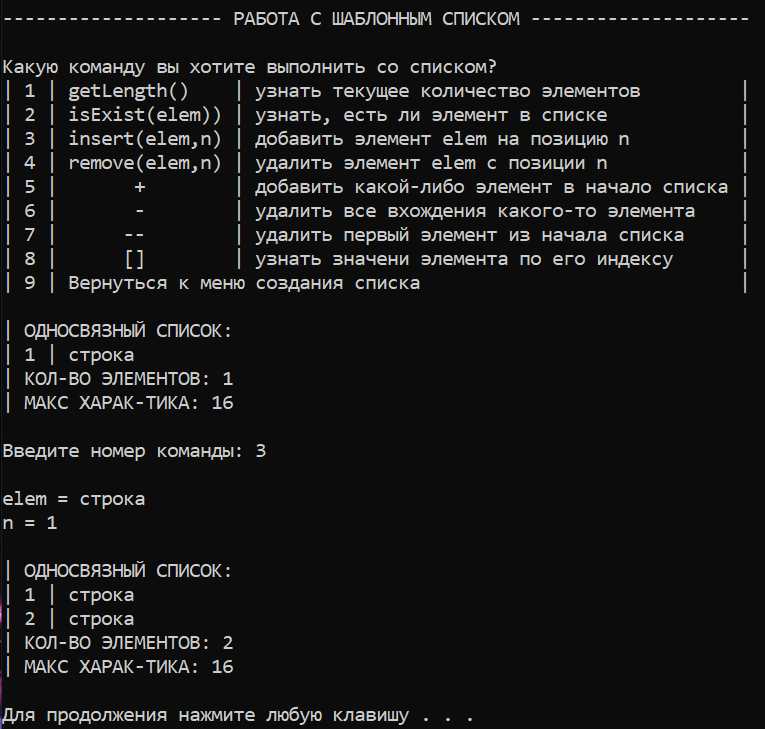 -------------------- РАБОТА С ШАБЛОННЫМ СПИСКОМ --------------------
Какую команду вы хотите выполнить со списком?
| 1 | getLength()    | узнать текущее количество элементов         |
| 2 | isExist(elem)) | узнать, есть ли элемент в списке            |
| 3 | insert(elem,n) | добавить элемент elem на позицию n          |
| 4 | remove(elem,n) | удалить элемент elem с позиции n            |
| 5 |       +        | добавить какой-либо элемент в начало списка |
| 6 |       -        | удалить все вхождения какого-то элемента    |
| 7 |      --        | удалить первый элемент из начала списка     |
| 8 |      []        | узнать значени элемента по его индексу      |
| 9 | Вернуться к меню создания списка                             |
| ОДНОСВЯЗНЫЙ СПИСОК:
| 1 | строка
| КОЛ-ВО ЭЛЕМЕНТОВ: 1
| МАКС ХАРАК-ТИКА: 16
Введите номер команды: 3
elem = строка
n = 1
| ОДНОСВЯЗНЫЙ СПИСОК:
| 1 | строка
| 2 | строка
| КОЛ-ВО ЭЛЕМЕНТОВ: 2
| МАКС ХАРАК-ТИКА: 16
Для продолжения нажмите любую клавишу . . .